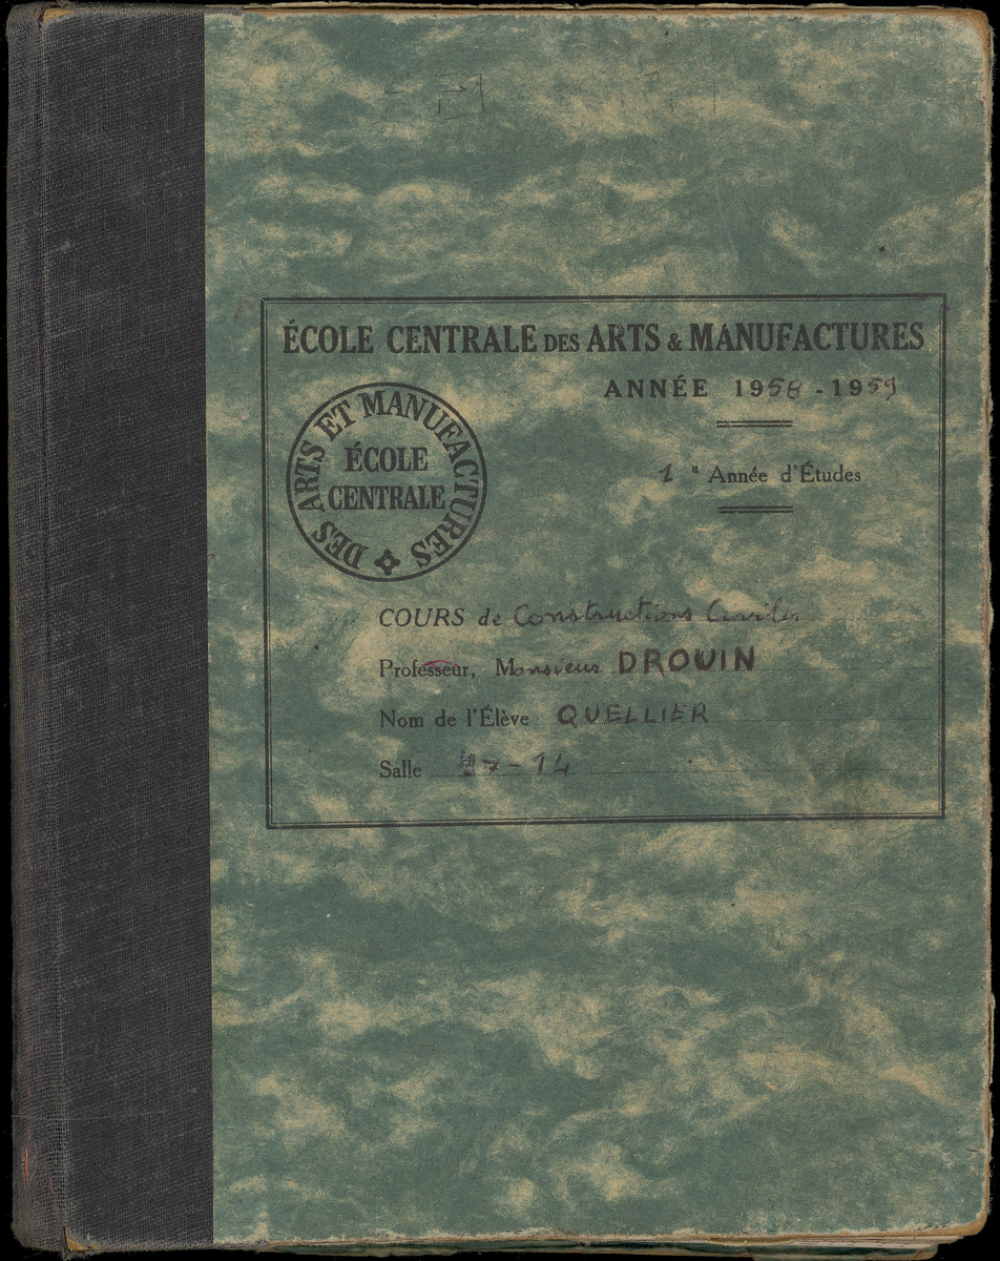 ÉCOLE CENTRALE DES ARTS & MANUFACTURES
ANNÉE 1958 - 1959
DES ARTS ET MANUFACTURES
ÉCOLE
CENTRALE
1 e Année d'Études
COURS de Constructions Civiles
Professeur, Monsieur DROUIN
Nom de l'Élève QUELLIER
Salle - 14